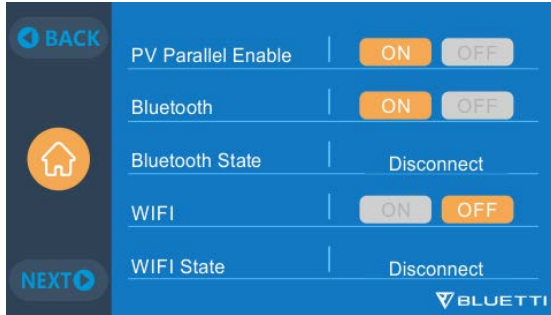 BACK
PV Parallel Enable ON OFF
Bluetooth ON OFF
Bluetooth State Disconnect
WIFI ON OFF
WIFI State Disconnect
NEXT
BLUETTI